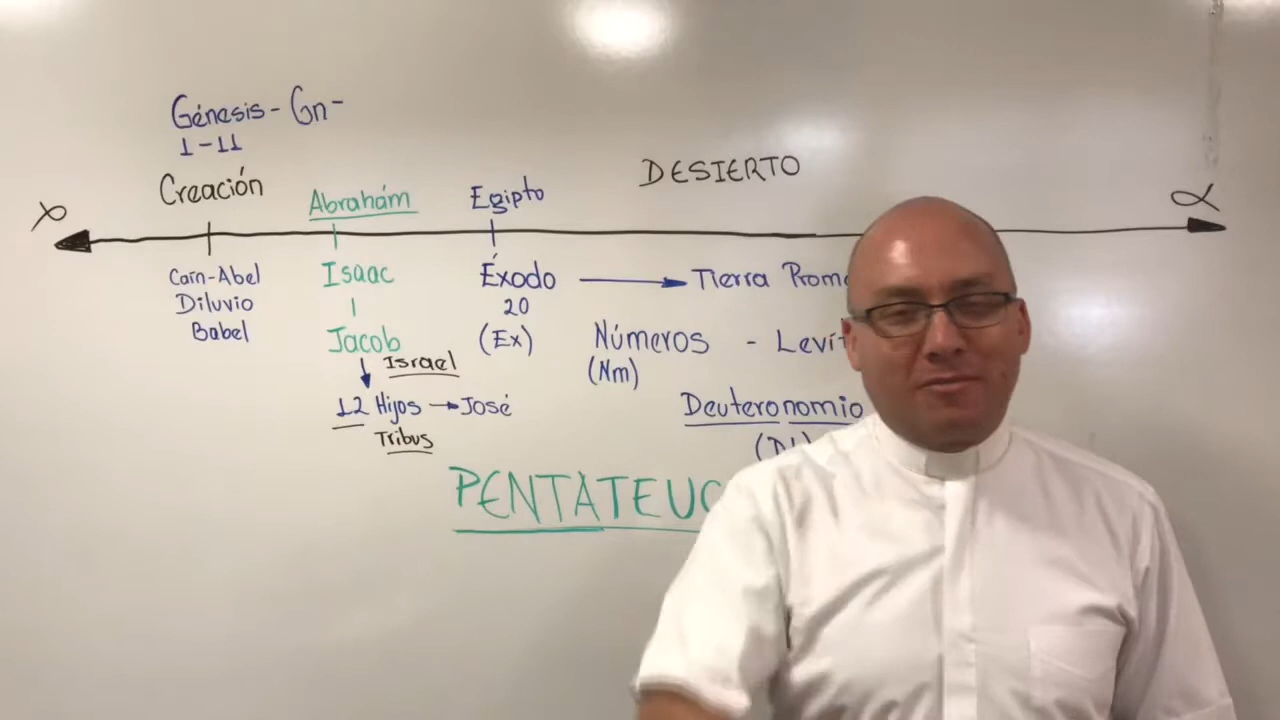 Génesis - Gn -
1-11
Creación
Abrahám
Egipto
DESIERTO
α
Caín-Abel
Diluvio
Babel
Isaac
Jacob
Israel
12 Hijos → José
Tribus
Éxodo
20
(Ex)
Tierra
Números -
(Nm)
Deuteronomio